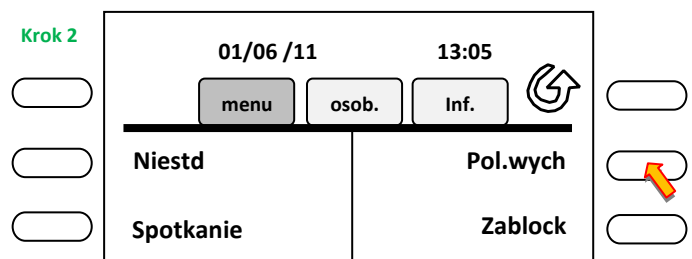 Krok 2
01/06 /11 13:05
menu osob. Inf.
Niestd Pol.wych
Spotkanie Zablock